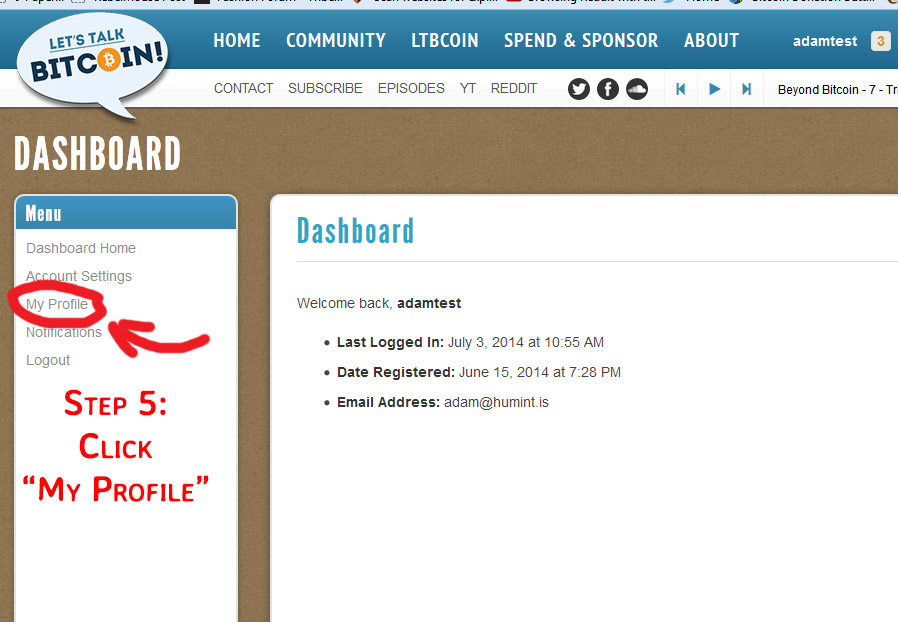 LET'S TALK
BITCOIN!
HOME COMMUNITY LTBCOIN SPEND & SPONSOR ABOUT adamtest 3
CONTACT SUBSCRIBE EPISODES YT REDDIT Beyond Bitcoin - 7 - Tr
DASHBOARD
Menu
Dashboard Home
Account Settings
My Profile
Notifications
Logout
Step 5:
Click
“My Profile”
Dashboard
Welcome back, adamtest
• Last Logged In: July 3, 2014 at 10:55 AM
• Date Registered: June 15, 2014 at 7:28 PM
• Email Address: adam@humint.is